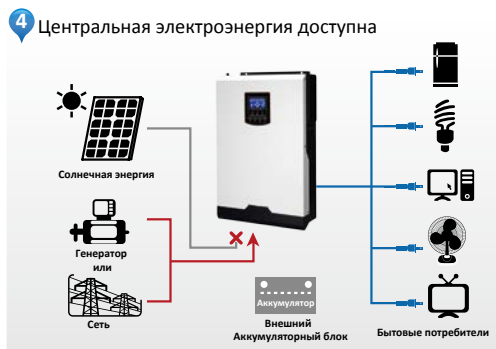 4 Центральная электроэнергия доступна
Солнечная энергия
Генератор
или
Сеть
Аккумулятор
Внешний
Аккумуляторный блок
Бытовые потребители